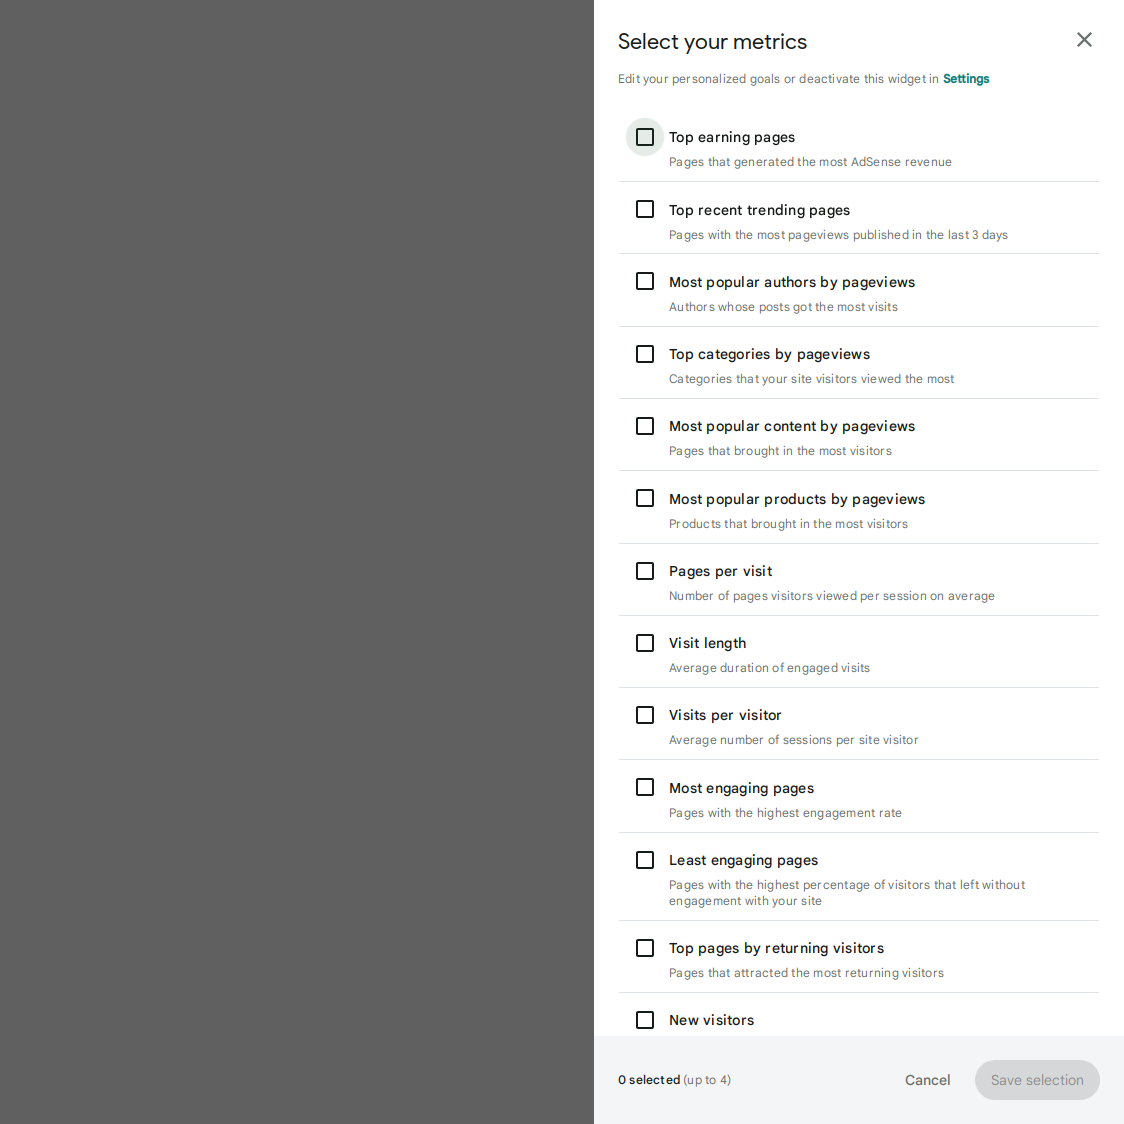 Select your metrics
Edit your personalized goals or deactivate this widget in Settings
Top earning pages
Pages that generated the most AdSense revenue
Top recent trending pages
Pages with the most pageviews published in the last 3 days
Most popular authors by pageviews
Authors whose posts got the most visits
Top categories by pageviews
Categories that your site visitors viewed the most
Most popular content by pageviews
Pages that brought in the most visitors
Most popular products by pageviews
Products that brought in the most visitors
Pages per visit
Number of pages visitors viewed per session on average
Visit length
Average duration of engaged visits
Visits per visitor
Average number of sessions per site visitor
Most engaging pages
Pages with the highest engagement rate
Least engaging pages
Pages with the highest percentage of visitors that left without
engagement with your site
Top pages by returning visitors
Pages that attracted the most returning visitors
New visitors
0 selected (up to 4)
Cancel
Save selection